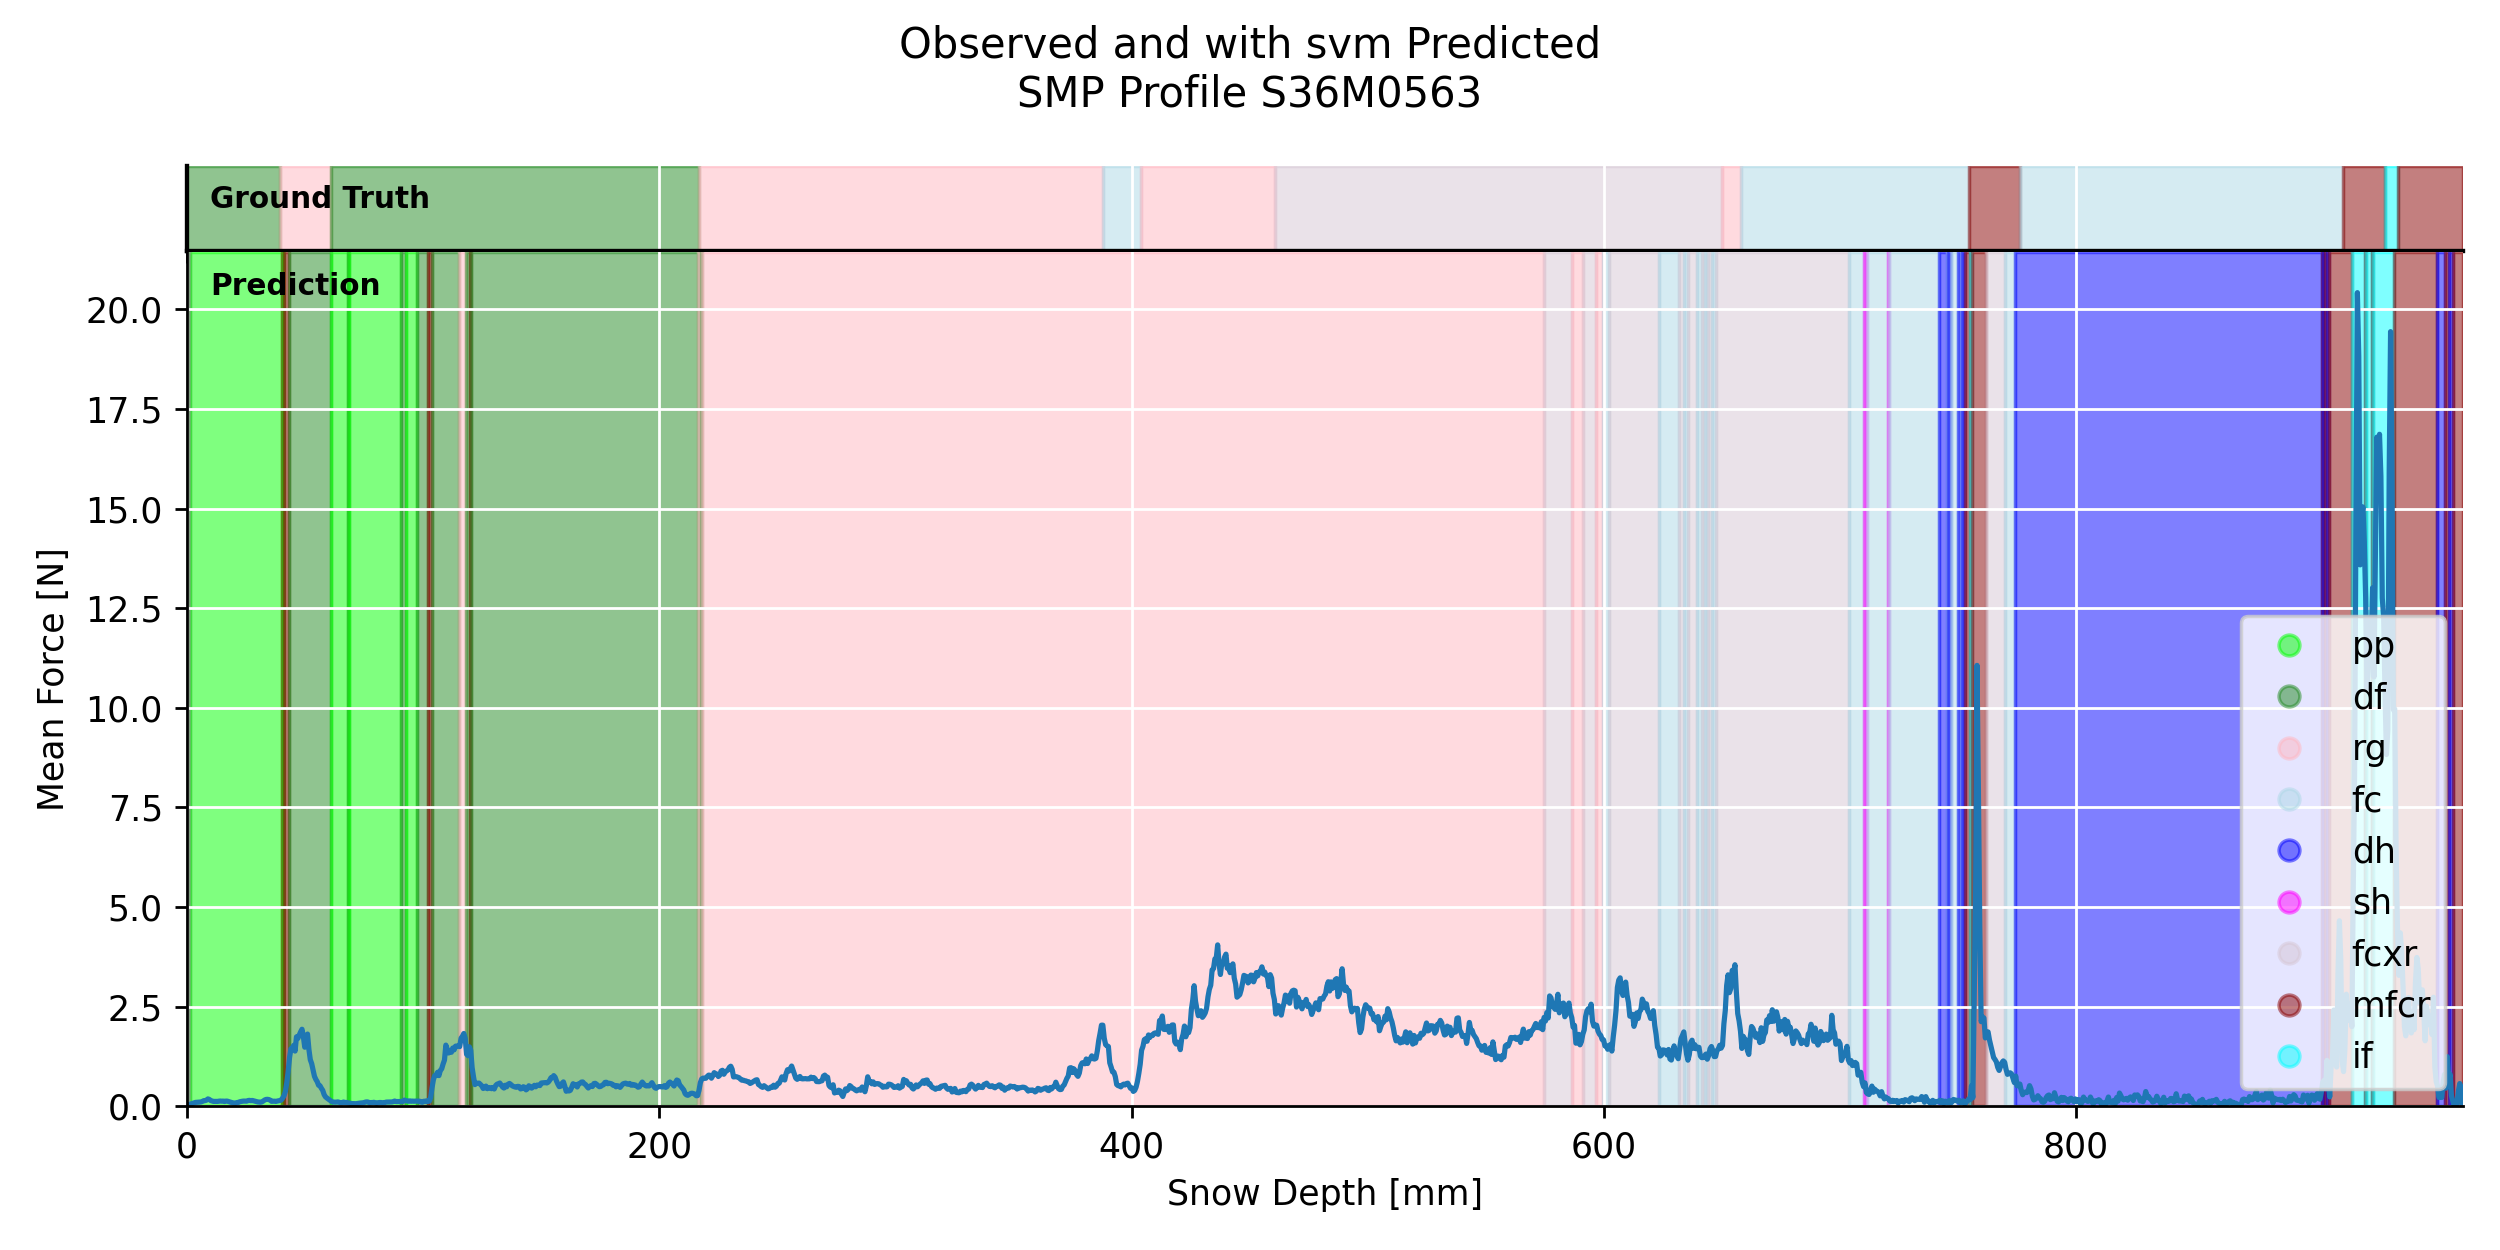 Observed and with svm Predicted
SMP Profile S36M0563
Ground Truth
Prediction
20.0
17.5
15.0
12.5
10.0
7.5
5.0
2.5
0.0
Mean Force [N]
pp
df
rg
fc
dh
sh
fcxr
mfcr
if
0 200 400 600 800
Snow Depth [mm]